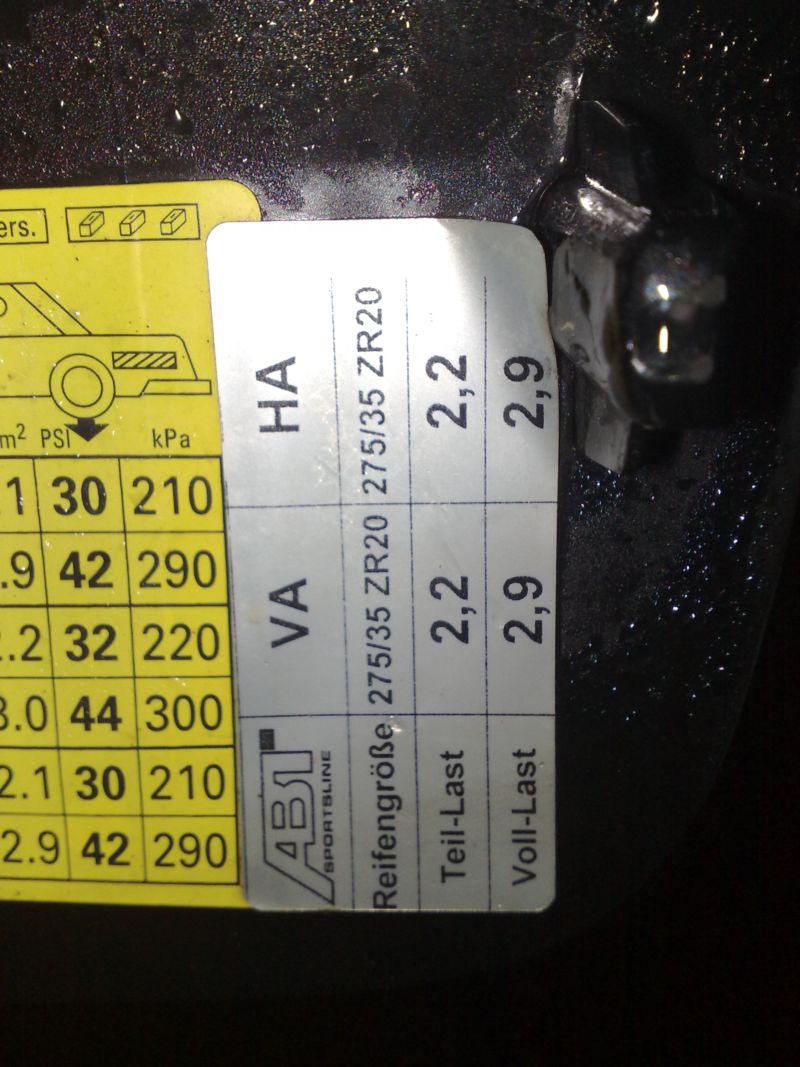 ers.
m² PSI kPa
.1 30 210
.9 42 290
2.2 32 220
3.0 44 300
2.1 30 210
2.9 42 290
ABT SPORTSLINE VA HA
Reifengröße 275/35 ZR20 275/35 ZR20
Teil-Last 2,2 2,2
Voll-Last 2,9 2,9